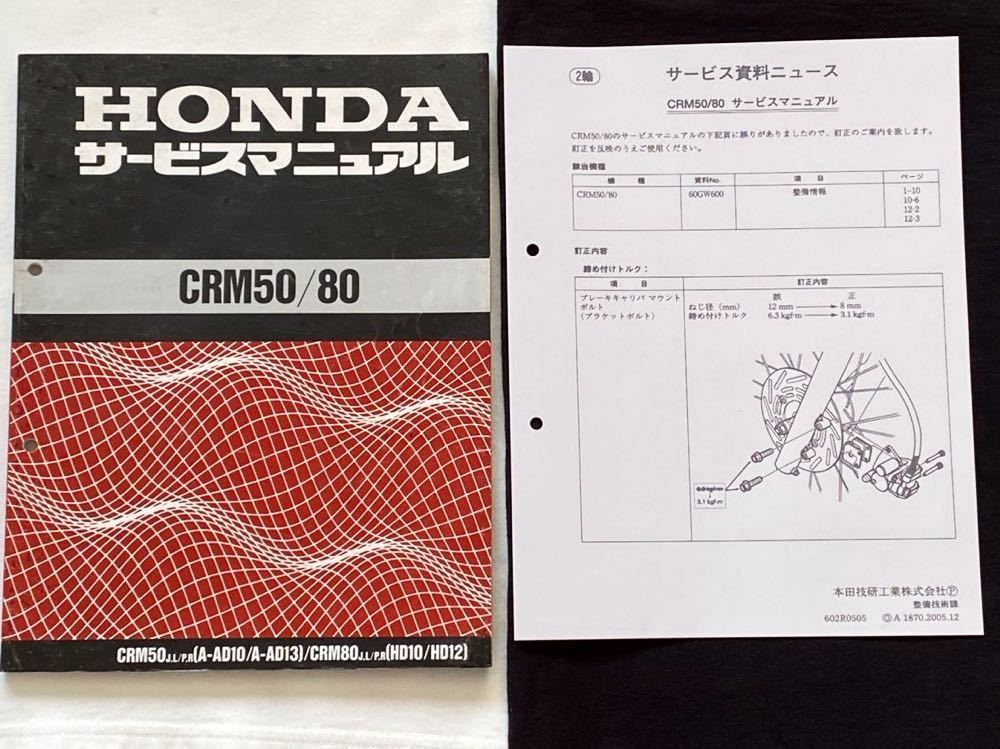 HONDA
サービスマニュアル
CRM50/80
CRM50J.L/P.R(A-AD10/A-AD13)/CRM80J.L/P.R(HD10/HD12)
2輪
サービス資料ニュース
CRM50/80 サービスマニュアル
CRM50/80のサービスマニュアルの下記頁に誤りがありましたので、訂正のご案内を致します。
訂正を反映のうえご使用ください。
該当機種
機 種 資料No. 項 目 ページ
CRM50/80 60GW600 整備情報 1-10
10-6
12-2
12-3
訂正内容
締め付けトルク：
項 目 訂正内容
誤 正
ブレーキキャリパ マウント
ボルト ねじ径（mm） 12 mm → 8 mm
（ブラケットボルト） 締め付けトルク 6.3 kgf·m → 3.1 kgf·m
6.3 kgf·m
↓
3.1 kgf·m
本田技研工業株式会社Ⓟ
整備技術課
602R0505 ©A 1870.2005.12